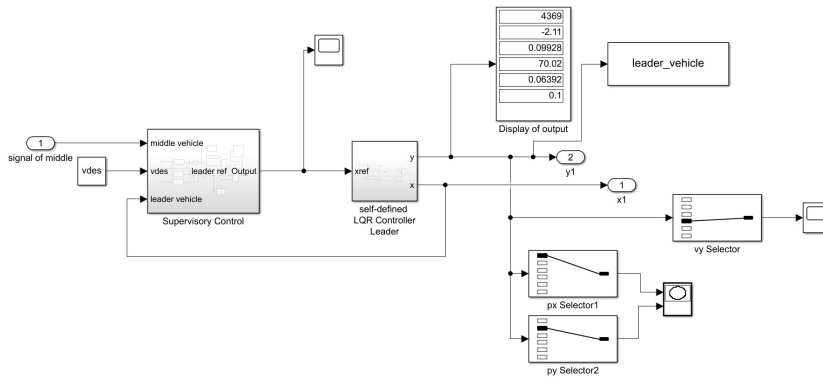 4369
-2.11
0.09928
70.02
0.06392
0.1
Display of output
leader_vehicle
1
signal of middle
vdes
middle vehicle
vdes
leader vehicle
leader ref Output
Supervisory Control
xref
y
x
self-defined
LQR Controller
Leader
2
y1
1
x1
vy Selector
px Selector1
py Selector2